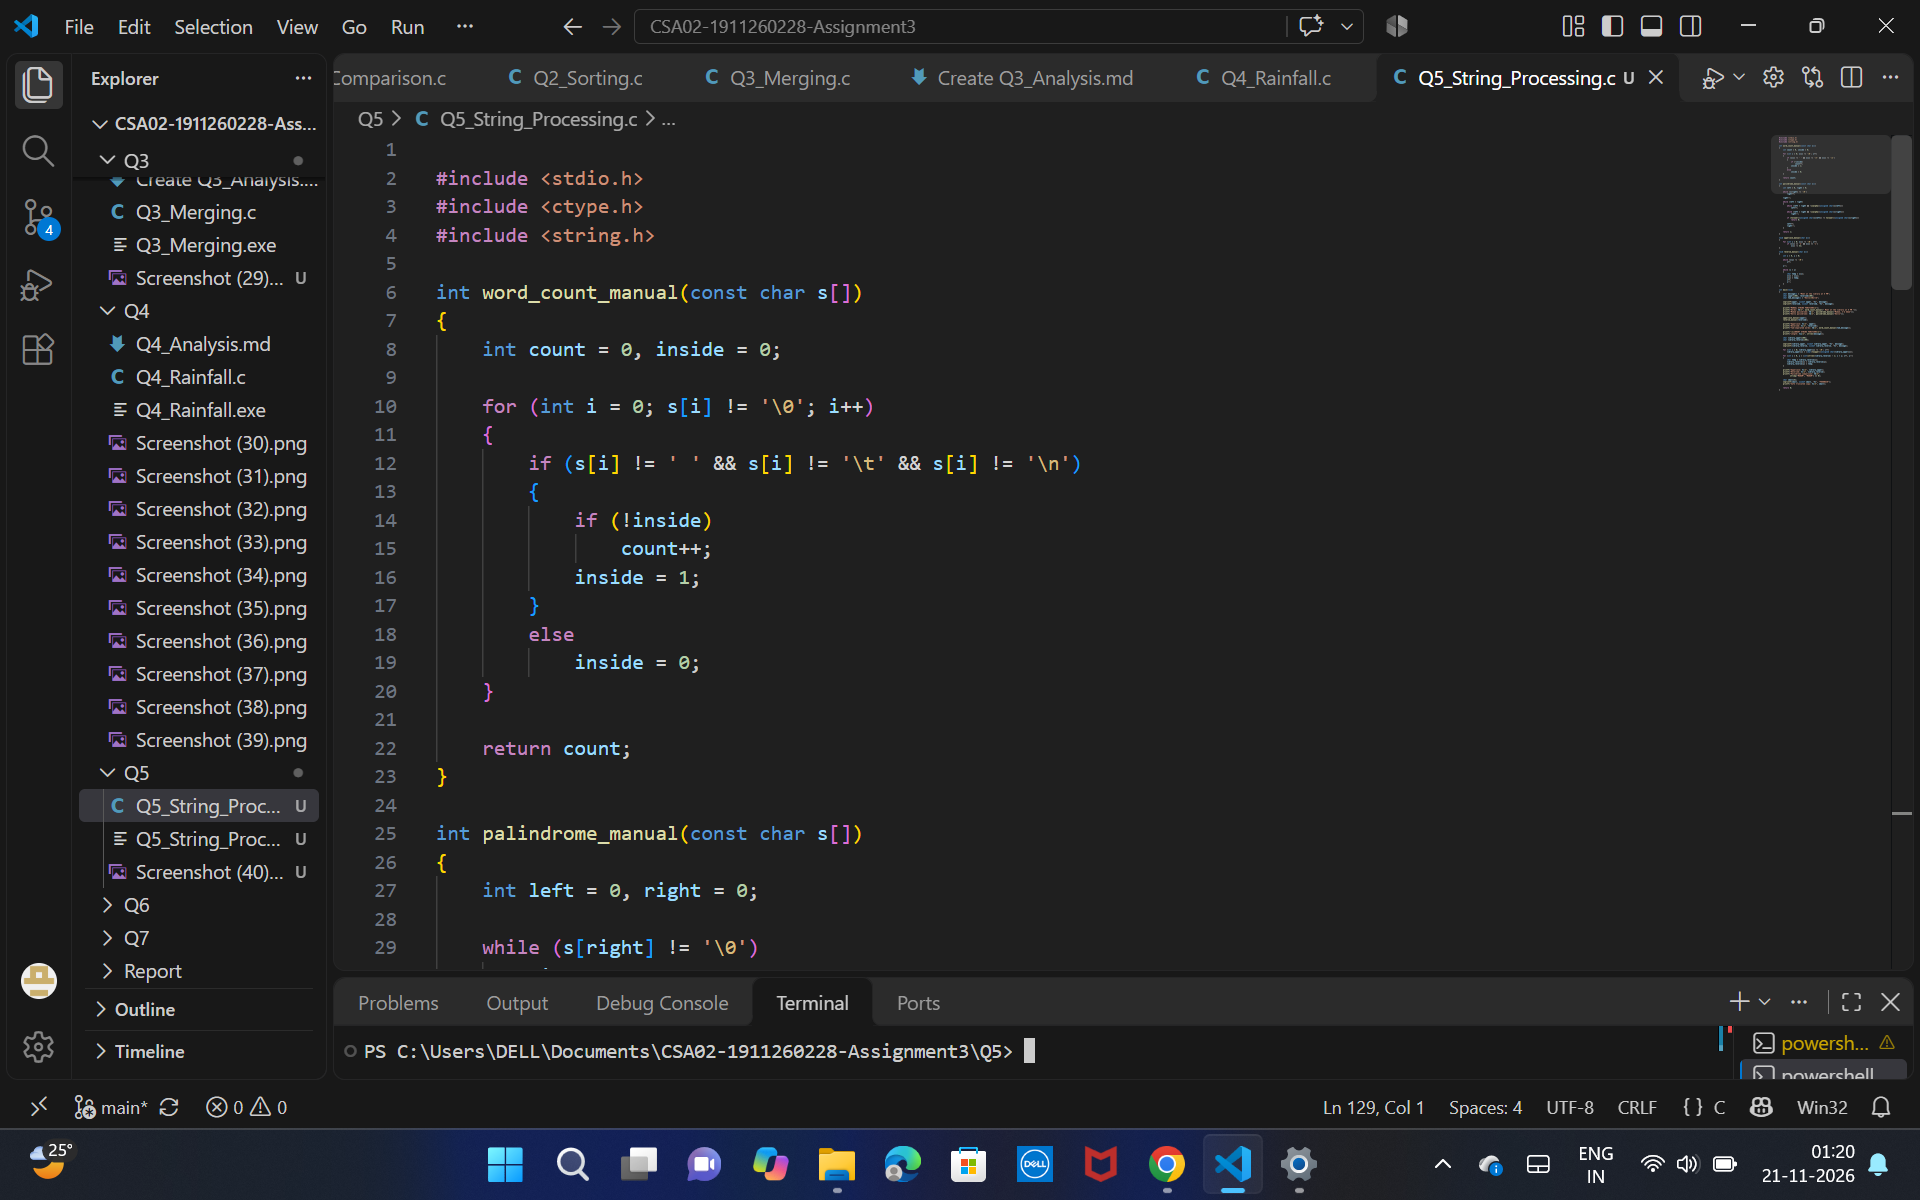 File Edit Selection View Go Run ···
CSA02-1911260228-Assignment3
Explorer ···
CSA02-1911260228-Ass...
Q3
Create Q3_Analysis....
Q3_Merging.c
Q3_Merging.exe
Screenshot (29)... U
Q4
Q4_Analysis.md
Q4_Rainfall.c
Q4_Rainfall.exe
Screenshot (30).png
Screenshot (31).png
Screenshot (32).png
Screenshot (33).png
Screenshot (34).png
Screenshot (35).png
Screenshot (36).png
Screenshot (37).png
Screenshot (38).png
Screenshot (39).png
Q5
Q5_String_Proc... U
Q5_String_Proc... U
Screenshot (40)... U
Q6
Q7
Report
Outline
Timeline
4
Comparison.c C Q2_Sorting.c C Q3_Merging.c Create Q3_Analysis.md C Q4_Rainfall.c C Q5_String_Processing.c U
Q5 > C Q5_String_Processing.c > ...
1
2 #include <stdio.h>
3 #include <ctype.h>
4 #include <string.h>
5
6 int word_count_manual(const char s[])
7 {
8 int count = 0, inside = 0;
9
10 for (int i = 0; s[i] != '\0'; i++)
11 {
12 if (s[i] != ' ' && s[i] != '\t' && s[i] != '\n')
13 {
14 if (!inside)
15 count++;
16 inside = 1;
17 }
18 else
19 inside = 0;
20 }
21
22 return count;
23 }
24
25 int palindrome_manual(const char s[])
26 {
27 int left = 0, right = 0;
28
29 while (s[right] != '\0')
Problems Output Debug Console Terminal Ports
PS C:\Users\DELL\Documents\CSA02-1911260228-Assignment3\Q5>
powersh...
powershell
main* 0 0
Ln 129, Col 1 Spaces: 4 UTF-8 CRLF {} C Win32
25°
DELL
ENG
IN
01:20
21-11-2026